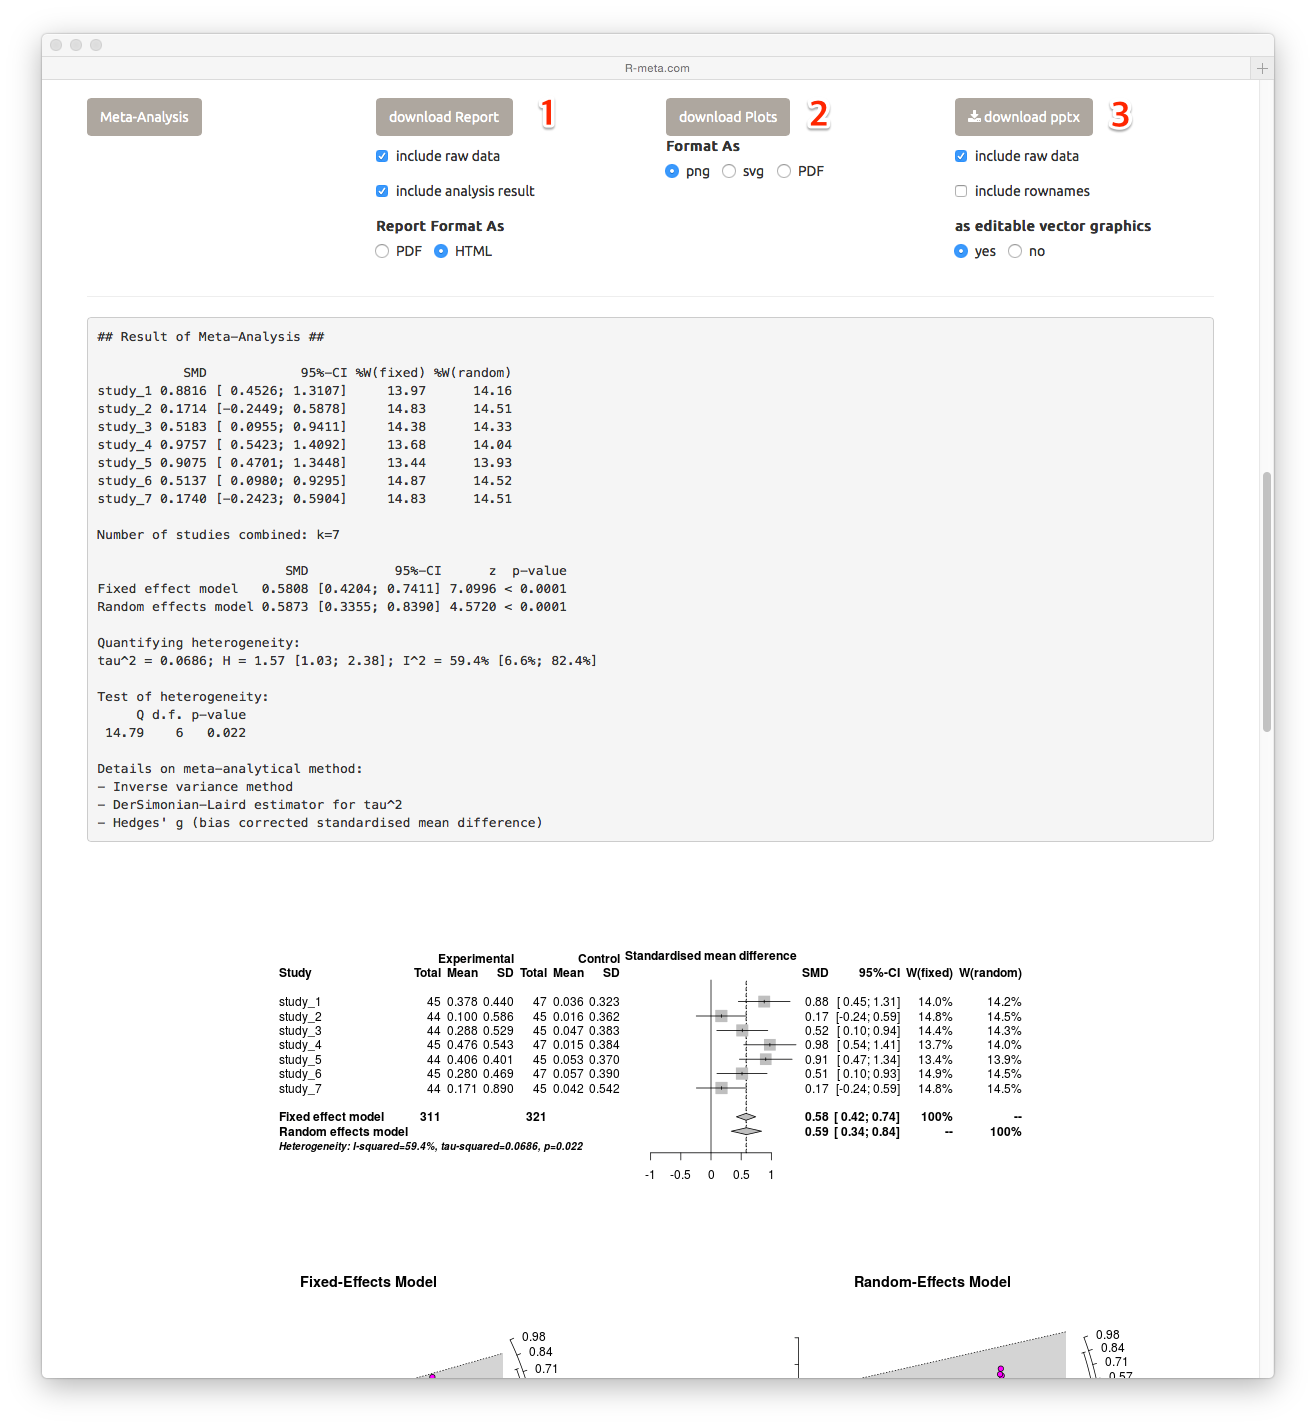 R-meta.com
Meta-Analysis
download Report
1
download Plots
2
download pptx
3
include raw data
include analysis result
Report Format As
PDF HTML
Format As
png svg PDF
include raw data
include rownames
as editable vector graphics
yes no
## Result of Meta-Analysis ##
SMD 95%-CI %W(fixed) %W(random)
study_1 0.8816 [ 0.4526; 1.3107] 13.97 14.16
study_2 0.1714 [-0.2449; 0.5878] 14.83 14.51
study_3 0.5183 [ 0.0955; 0.9411] 14.38 14.33
study_4 0.9757 [ 0.5423; 1.4092] 13.68 14.04
study_5 0.9075 [ 0.4701; 1.3448] 13.44 13.93
study_6 0.5137 [ 0.0980; 0.9295] 14.87 14.52
study_7 0.1740 [-0.2423; 0.5904] 14.83 14.51
Number of studies combined: k=7
SMD 95%-CI z p-value
Fixed effect model 0.5808 [0.4204; 0.7411] 7.0996 < 0.0001
Random effects model 0.5873 [0.3355; 0.8390] 4.5720 < 0.0001
Quantifying heterogeneity:
tau^2 = 0.0686; H = 1.57 [1.03; 2.38]; I^2 = 59.4% [6.6%; 82.4%]
Test of heterogeneity:
Q d.f. p-value
14.79 6 0.022
Details on meta-analytical method:
- Inverse variance method
- DerSimonian-Laird estimator for tau^2
- Hedges' g (bias corrected standardised mean difference)
Experimental Control Standardised mean difference
Study Total Mean SD Total Mean SD SMD 95%-CI W(fixed) W(random)
study_1 45 0.378 0.440 47 0.036 0.323 0.88 [ 0.45; 1.31] 14.0% 14.2%
study_2 44 0.100 0.586 45 0.016 0.362 0.17 [-0.24; 0.59] 14.8% 14.5%
study_3 44 0.288 0.529 45 0.047 0.383 0.52 [ 0.10; 0.94] 14.4% 14.3%
study_4 45 0.476 0.543 47 0.015 0.384 0.98 [ 0.54; 1.41] 13.7% 14.0%
study_5 44 0.406 0.401 45 0.053 0.370 0.91 [ 0.47; 1.34] 13.4% 13.9%
study_6 45 0.280 0.469 47 0.057 0.390 0.51 [ 0.10; 0.93] 14.9% 14.5%
study_7 44 0.171 0.890 45 0.042 0.542 0.17 [-0.24; 0.59] 14.8% 14.5%
Fixed effect model 311 321 0.58 [ 0.42; 0.74] 100% --
Random effects model 0.59 [ 0.34; 0.84] -- 100%
Heterogeneity: I-squared=59.4%, tau-squared=0.0686, p=0.022
-1 -0.5 0 0.5 1
Fixed-Effects Model
0.98
0.84
0.71
Random-Effects Model
0.98
0.84
0.71
0.57